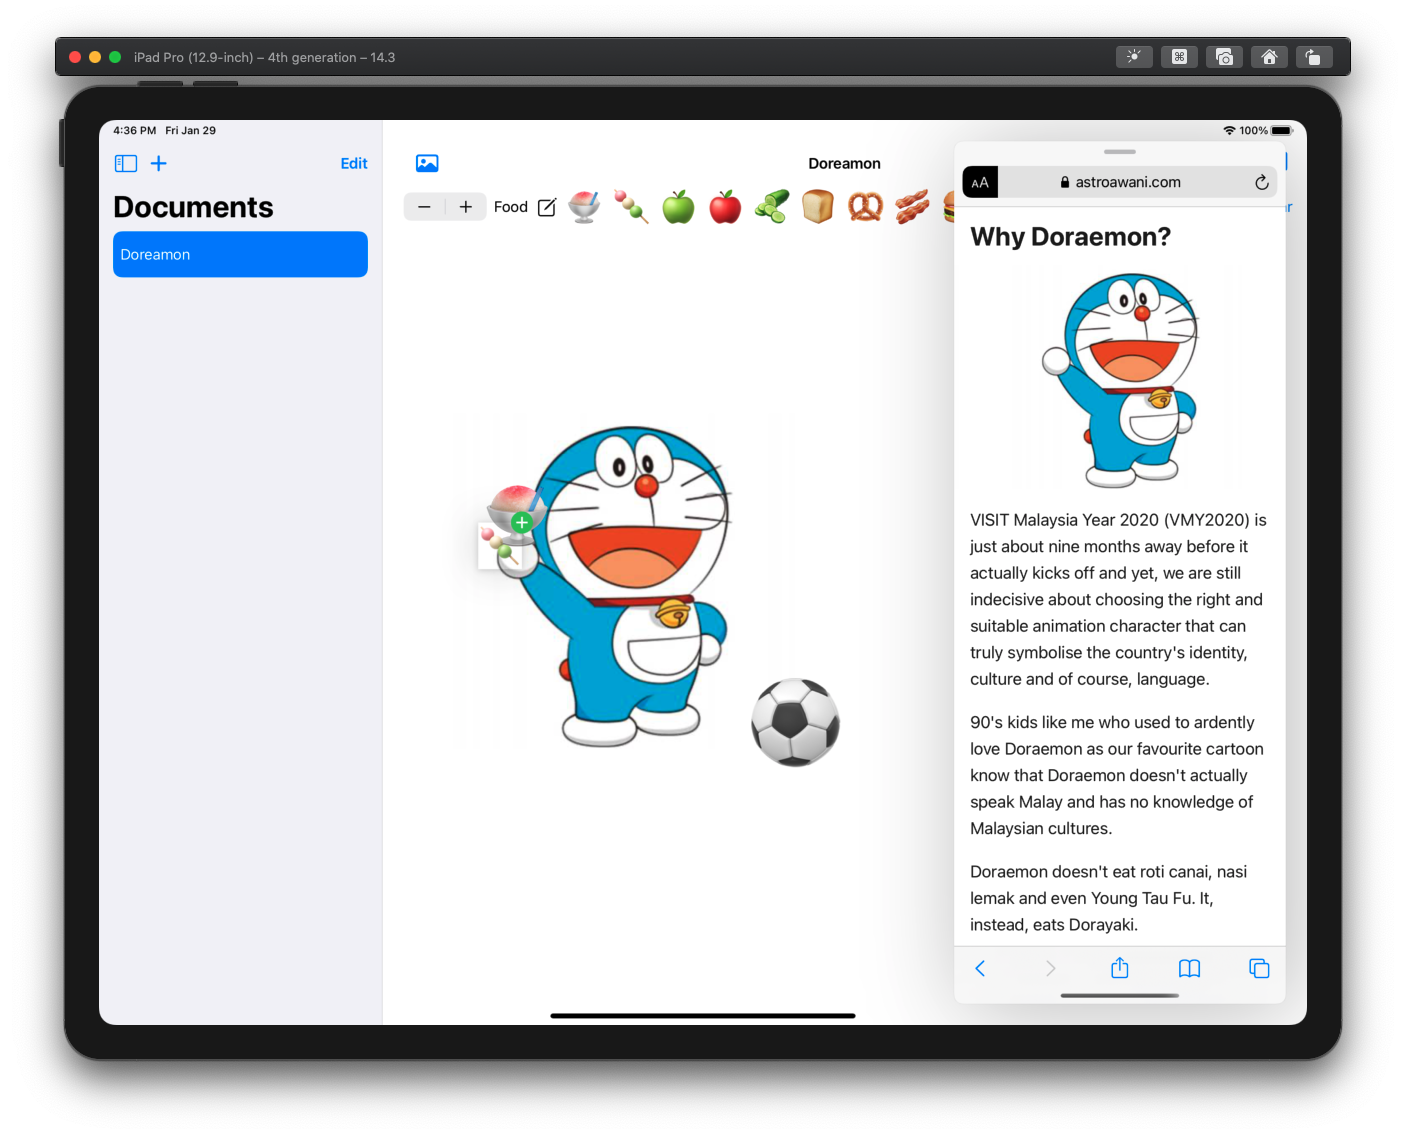 iPad Pro (12.9-inch) – 4th generation – 14.3
4:36 PM Fri Jan 29
100%
Edit
Doreamon
Documents
Doreamon
Food
AA
astroawani.com
r
Why Doraemon?
VISIT Malaysia Year 2020 (VMY2020) is
just about nine months away before it
actually kicks off and yet, we are still
indecisive about choosing the right and
suitable animation character that can
truly symbolise the country's identity,
culture and of course, language.
90's kids like me who used to ardently
love Doraemon as our favourite cartoon
know that Doraemon doesn't actually
speak Malay and has no knowledge of
Malaysian cultures.
Doraemon doesn't eat roti canai, nasi
lemak and even Young Tau Fu. It,
instead, eats Dorayaki.